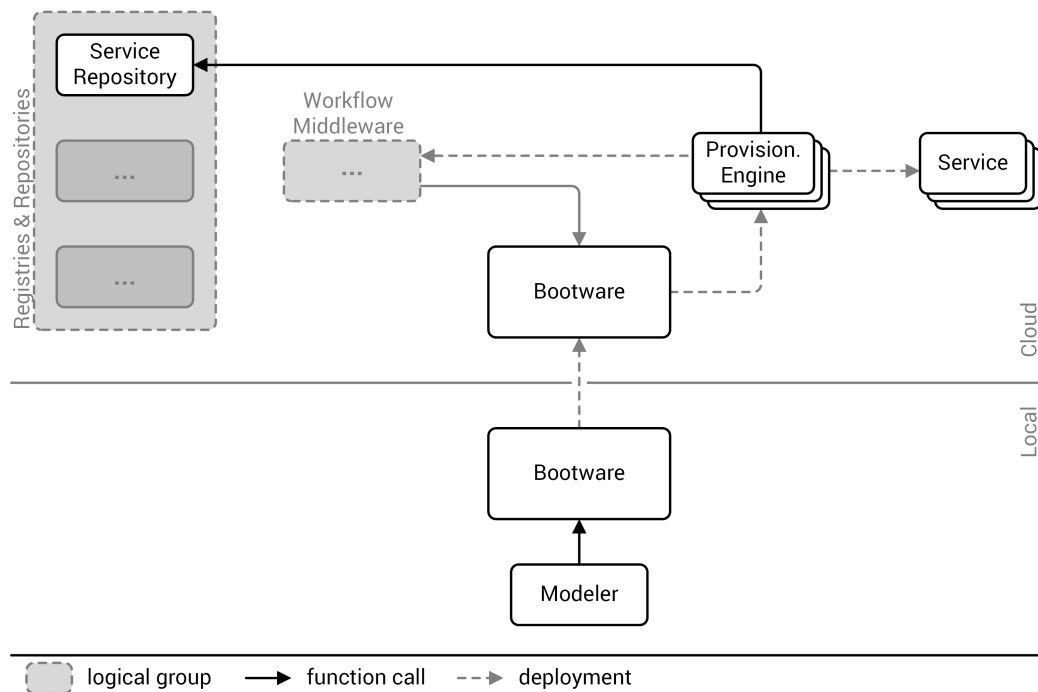 Service
Repository
Registries & Repositories
...
...
Workflow
Middleware
...
Provision.
Engine
Service
Bootware
Cloud
Local
Bootware
Modeler
logical group
function call
deployment